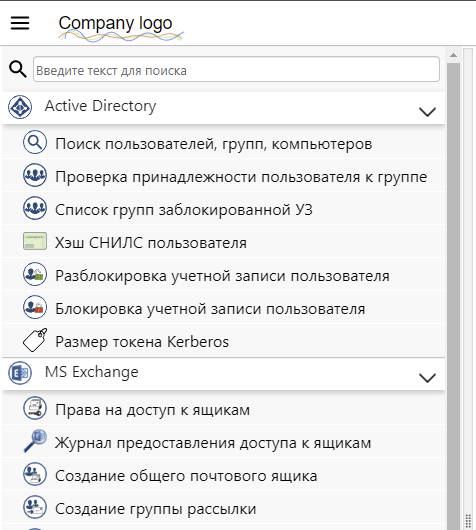 Company logo
Введите текст для поиска
Active Directory
Поиск пользователей, групп, компьютеров
Проверка принадлежности пользователя к группе
Список групп заблокированной УЗ
Хэш СНИЛС пользователя
Разблокировка учетной записи пользователя
Блокировка учетной записи пользователя
Размер токена Kerberos
MS Exchange
Права на доступ к ящикам
Журнал предоставления доступа к ящикам
Создание общего почтового ящика
Создание группы рассылки